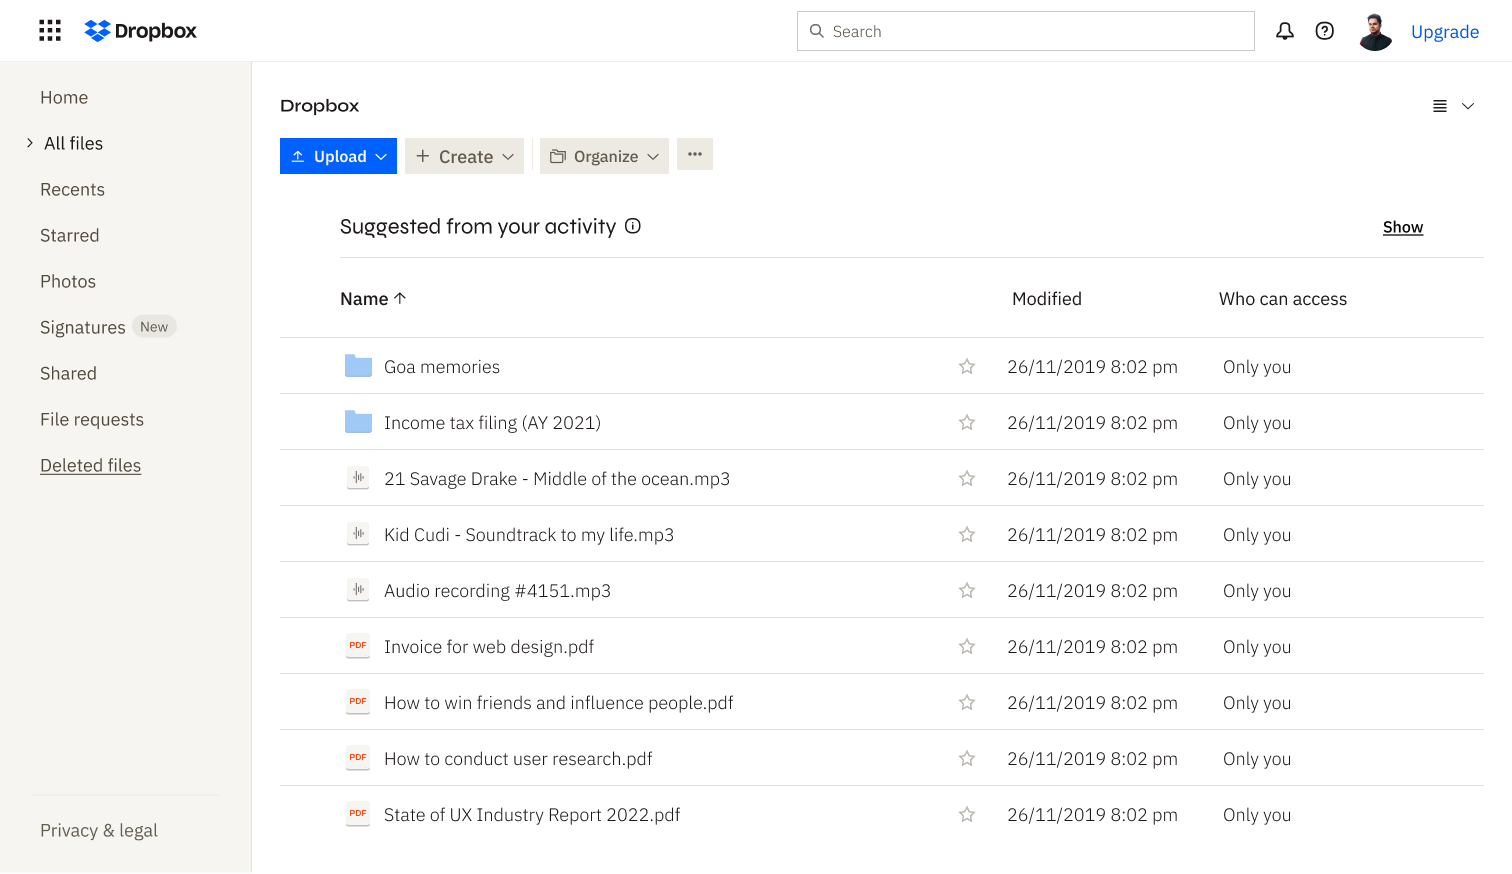 Dropbox
Search
Upgrade
Home
All files
Recents
Starred
Photos
Signatures New
Shared
File requests
Deleted files
Privacy & legal
Dropbox
Upload
Create
Organize
Suggested from your activity
Show
Name Modified Who can access
Goa memories 26/11/2019 8:02 pm Only you
Income tax filing (AY 2021) 26/11/2019 8:02 pm Only you
21 Savage Drake - Middle of the ocean.mp3 26/11/2019 8:02 pm Only you
Kid Cudi - Soundtrack to my life.mp3 26/11/2019 8:02 pm Only you
Audio recording #4151.mp3 26/11/2019 8:02 pm Only you
PDF Invoice for web design.pdf 26/11/2019 8:02 pm Only you
PDF How to win friends and influence people.pdf 26/11/2019 8:02 pm Only you
PDF How to conduct user research.pdf 26/11/2019 8:02 pm Only you
PDF State of UX Industry Report 2022.pdf 26/11/2019 8:02 pm Only you